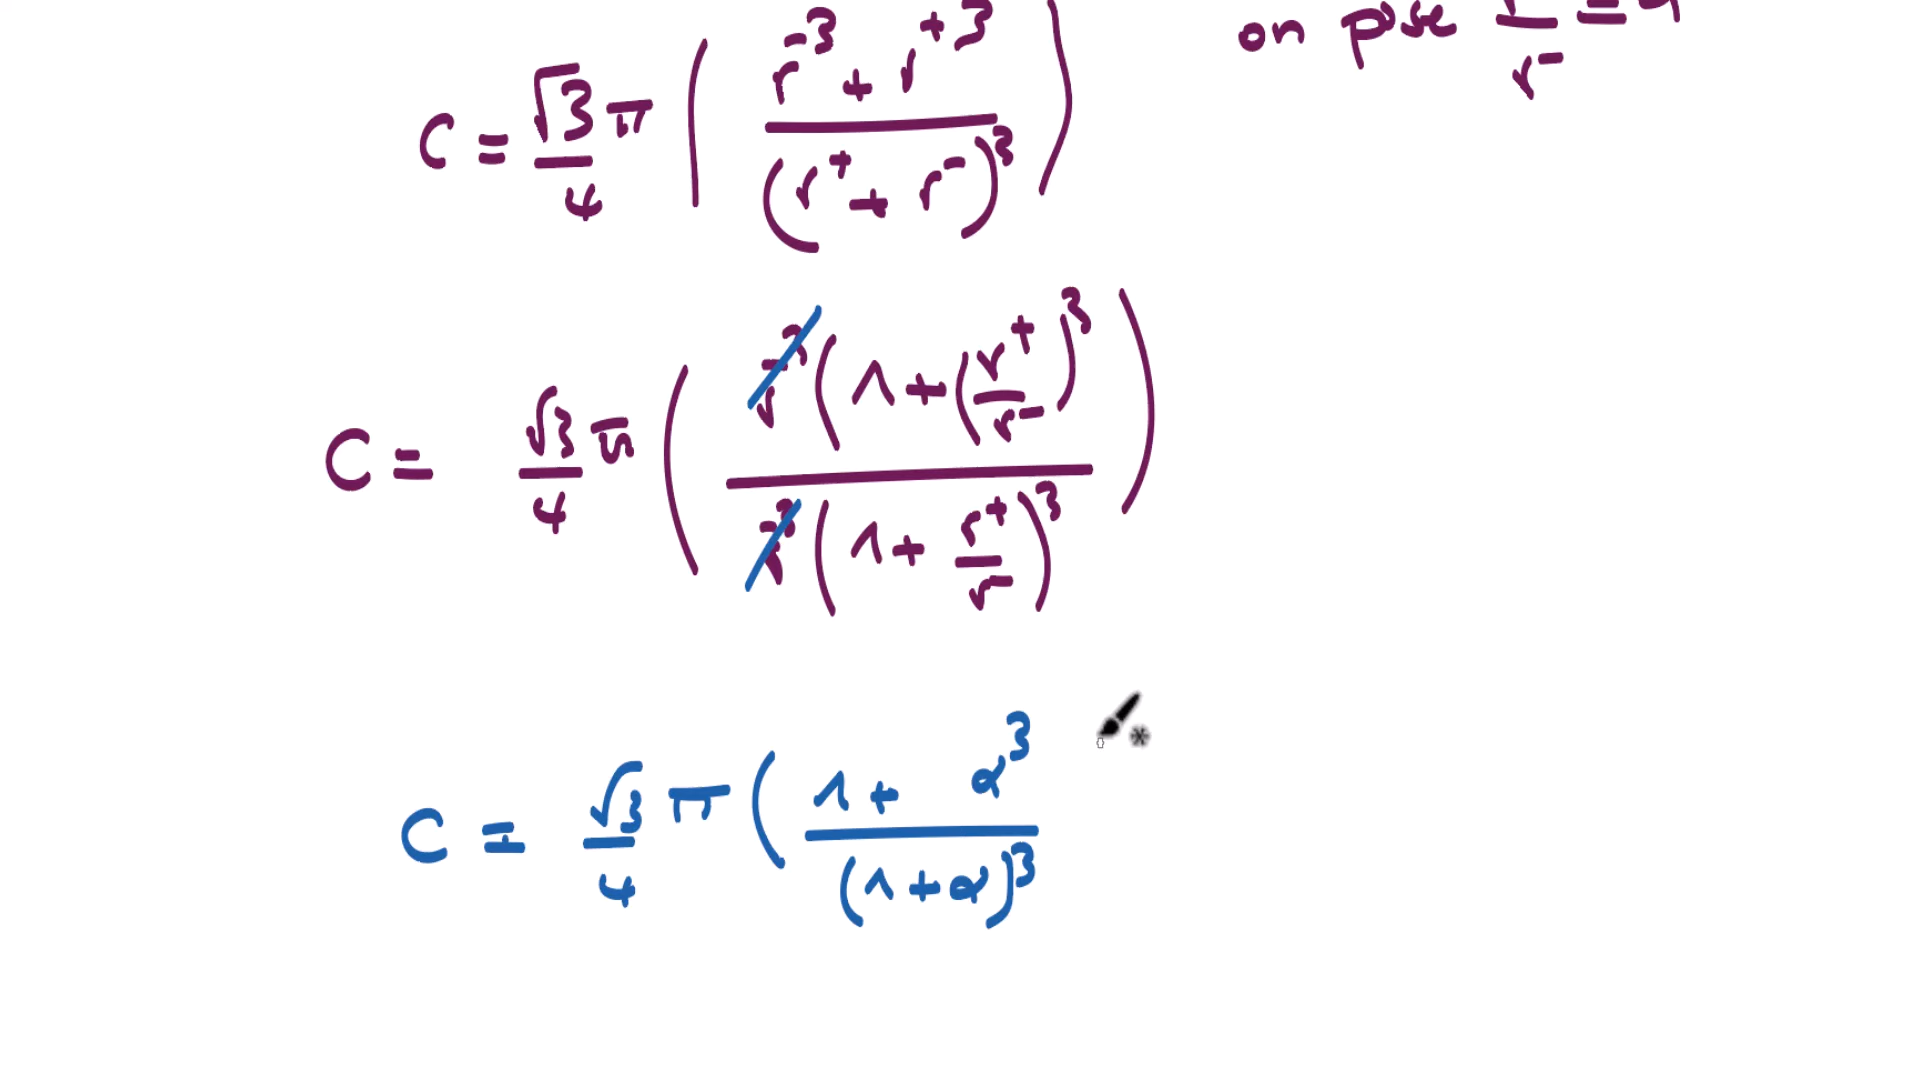 on pose r⁺/r⁻ = α
C = √3/4 π ( (r⁻³ + r⁺³) / (r⁺ + r⁻)³ )
C = √3/4 π ( r⁻³(1 + (r⁺/r⁻)³ / r⁻³(1 + r⁺/r⁻)³ )
C = √3/4 π ( 1 + α³ / (1 + α)³